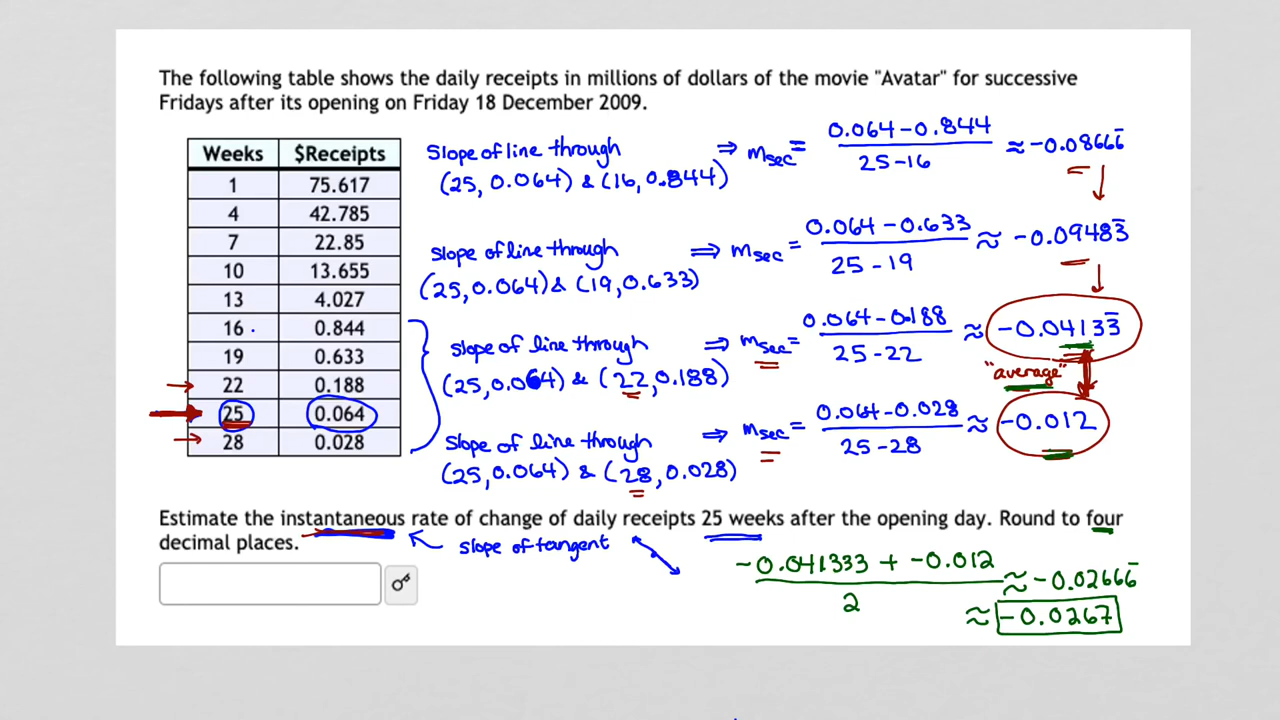 The following table shows the daily receipts in millions of dollars of the movie "Avatar" for successive
Fridays after its opening on Friday 18 December 2009.
Weeks $Receipts
1 75.617
4 42.785
7 22.85
10 13.655
13 4.027
16 0.844
19 0.633
22 0.188
25 0.064
28 0.028
Slope of line through
(25, 0.064) & (16, 0.844)
⇒ msec = (0.064 - 0.844)/(25 - 16) ≈ -0.08666̅
Slope of line through
(25, 0.064) & (19, 0.633)
⇒ msec = (0.064 - 0.633)/(25 - 19) ≈ -0.09483̅
slope of line through
(25, 0.064) & (22, 0.188)
⇒ msec = (0.064 - 0.188)/(25 - 22) ≈ -0.04133̅
"average"
Slope of line through
(25, 0.064) & (28, 0.028)
⇒ msec = (0.064 - 0.028)/(25 - 28) ≈ -0.012
Estimate the instantaneous rate of change of daily receipts 25 weeks after the opening day. Round to four
decimal places.
slope of tangent
(-0.041333 + -0.012)/2 ≈ -0.02666̅
≈ -0.0267